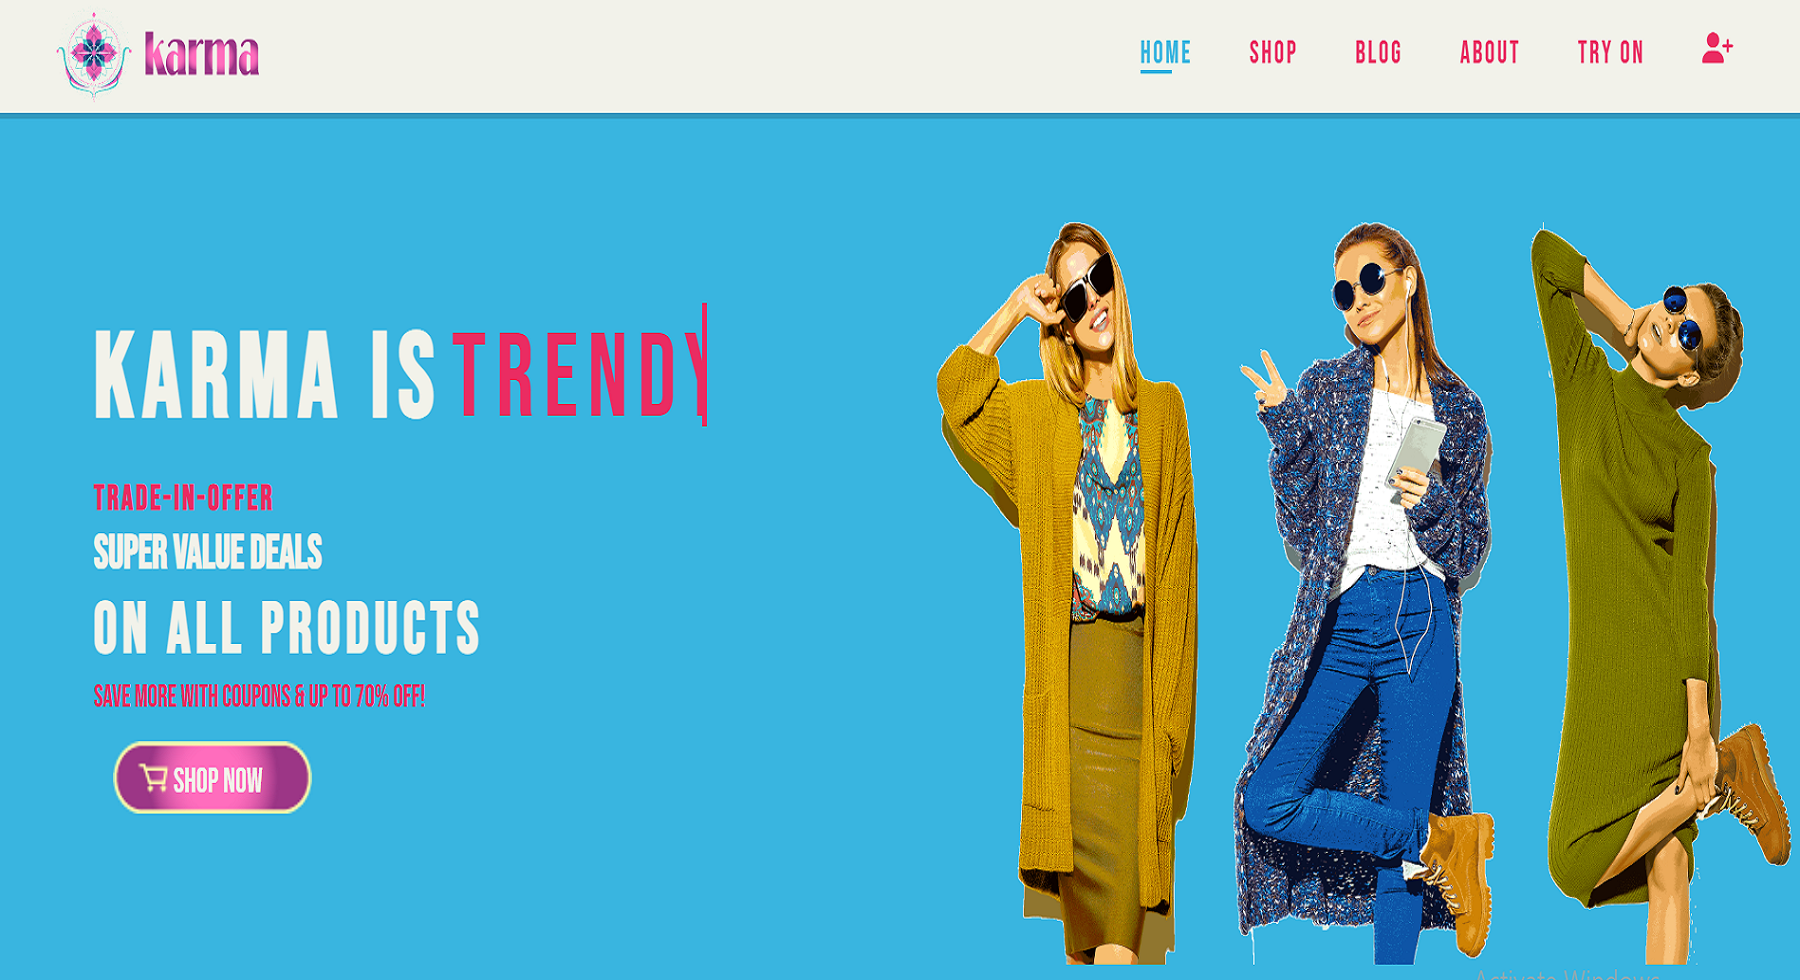 karma
HOME SHOP BLOG ABOUT TRY ON
KARMA IS TRENDY
TRADE-IN-OFFER
SUPER VALUE DEALS
ON ALL PRODUCTS
SAVE MORE WITH COUPONS & UP TO 70% OFF!
SHOP NOW
Activate Windows